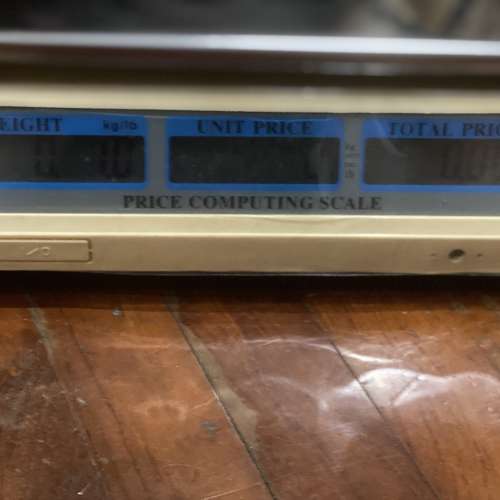 EIGHT kg/lb UNIT PRICE TOTAL PRIC
PRICE COMPUTING SCALE